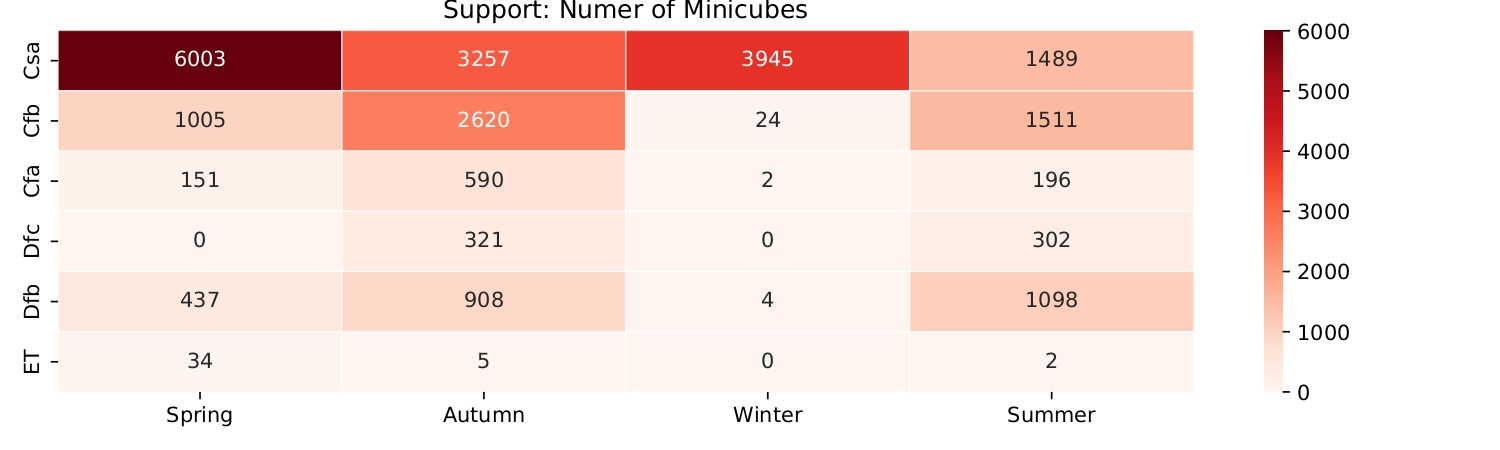 Support: Numer of Minicubes
Csa 6003 3257 3945 1489
Cfb 1005 2620 24 1511
Cfa 151 590 2 196
Dfc 0 321 0 302
Dfb 437 908 4 1098
ET 34 5 0 2
Spring Autumn Winter Summer
6000
5000
4000
3000
2000
1000
0